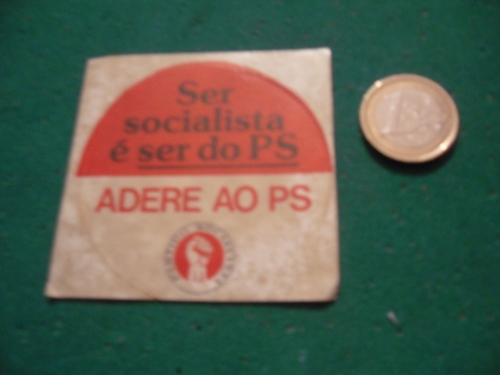 Ser
socialista
é ser do PS
ADERE AO PS